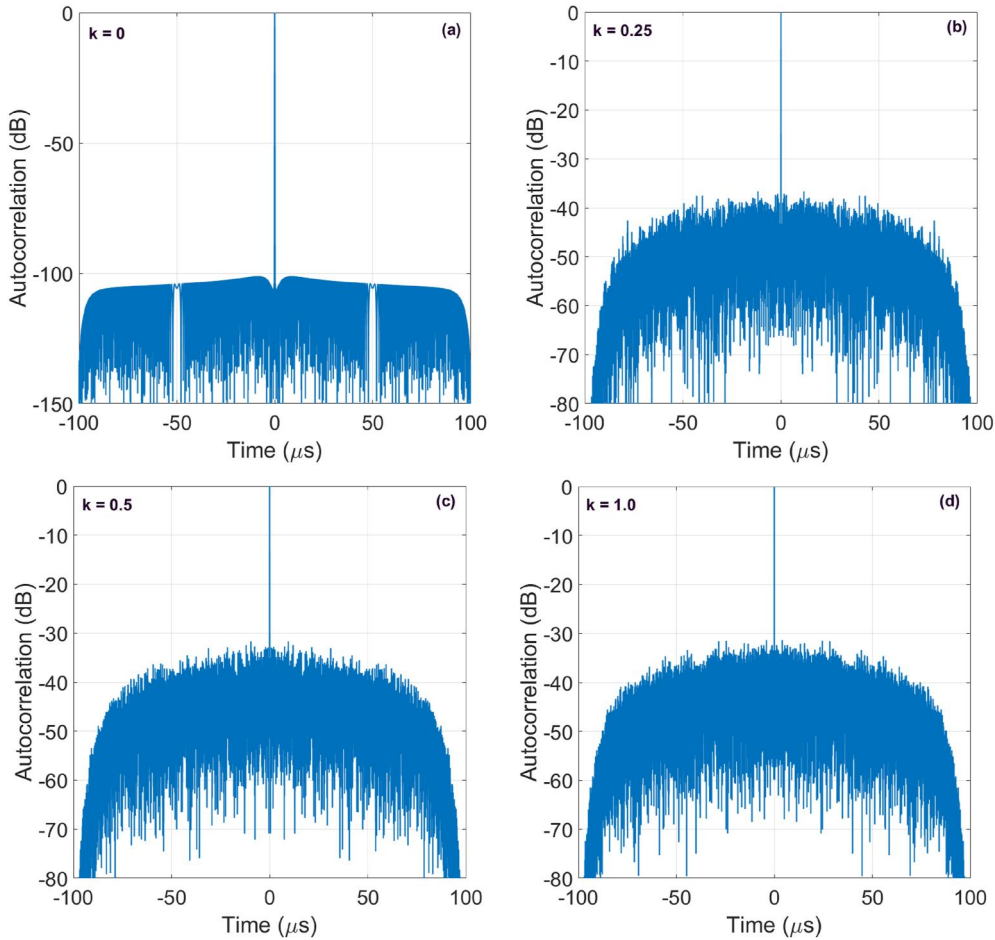 k = 0
(a)
0
-50
-100
-150
Autocorrelation (dB)
-100 -50 0 50 100
Time (μs)
k = 0.25
(b)
0
-10
-20
-30
-40
-50
-60
-70
-80
Autocorrelation (dB)
-100 -50 0 50 100
Time (μs)
k = 0.5
(c)
0
-10
-20
-30
-40
-50
-60
-70
-80
Autocorrelation (dB)
-100 -50 0 50 100
Time (μs)
k = 1.0
(d)
0
-10
-20
-30
-40
-50
-60
-70
-80
Autocorrelation (dB)
-100 -50 0 50 100
Time (μs)